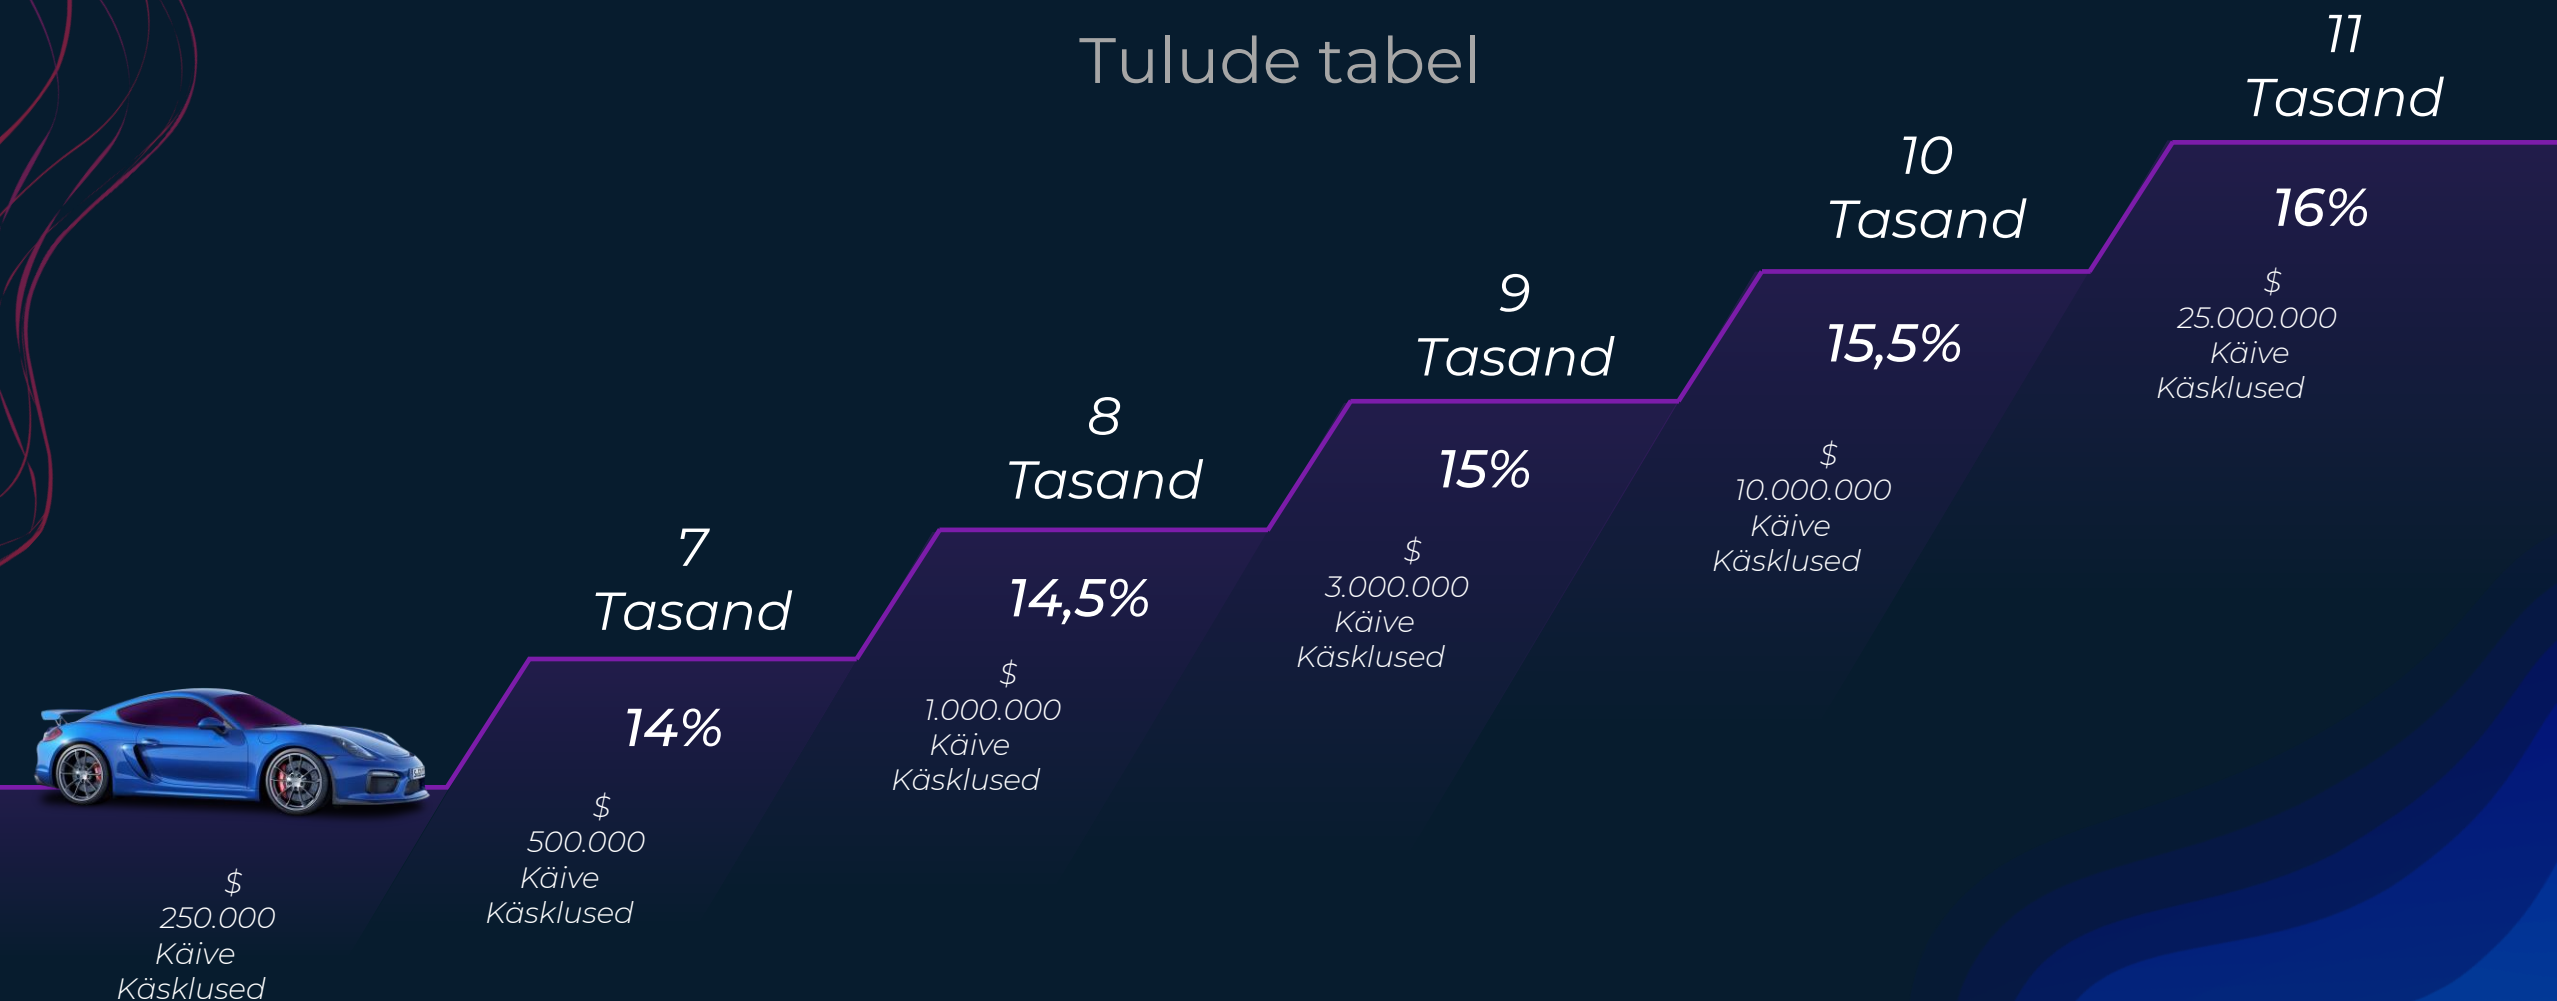 Tulude tabel
$
250.000
Käive
Käsklused
7
Tasand
14%
$
500.000
Käive
Käsklused
8
Tasand
14,5%
$
1.000.000
Käive
Käsklused
9
Tasand
15%
$
3.000.000
Käive
Käsklused
10
Tasand
15,5%
$
10.000.000
Käive
Käsklused
11
Tasand
16%
$
25.000.000
Käive
Käsklused